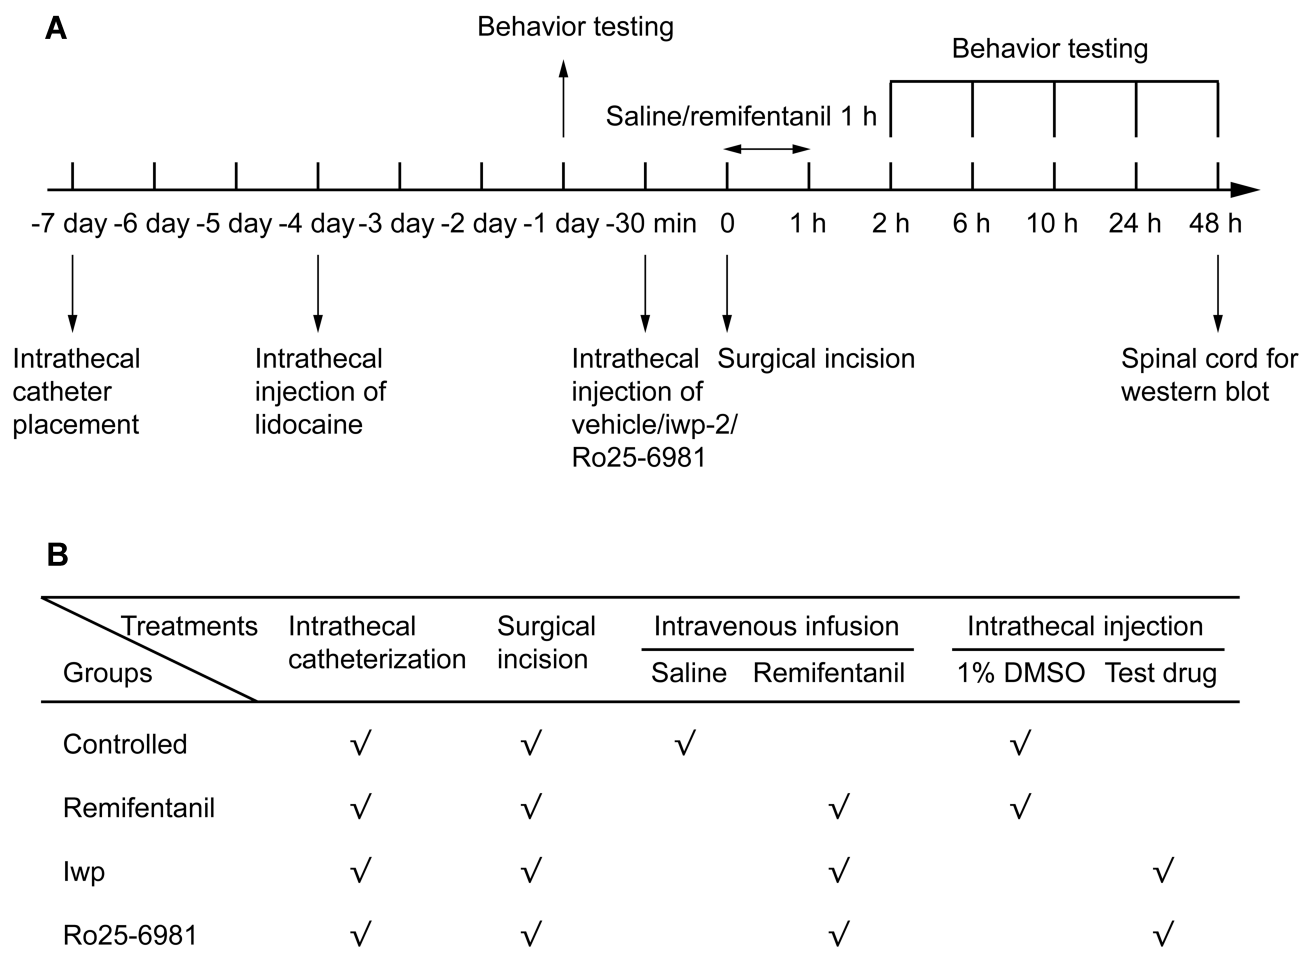 A
Behavior testing
Behavior testing
Saline/remifentanil 1 h
-7 day -6 day -5 day -4 day -3 day -2 day -1 day -30 min 0 1 h 2 h 6 h 10 h 24 h 48 h
Intrathecal
catheter
placement
Intrathecal
injection of
lidocaine
Intrathecal
injection of
vehicle/iwp-2/
Ro25-6981
Surgical incision
Spinal cord for
western blot
B
Treatments
Groups
Intrathecal
catheterization
Surgical
incision
Intravenous infusion
Saline Remifentanil
Intrathecal injection
1% DMSO Test drug
Controlled √ √ √ √
Remifentanil √ √ √ √
Iwp √ √ √ √
Ro25-6981 √ √ √ √